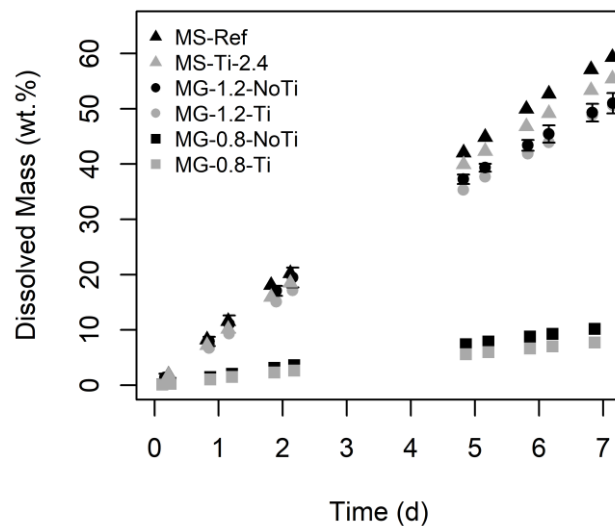 MS-Ref
MS-Ti-2.4
MG-1.2-NoTi
MG-1.2-Ti
MG-0.8-NoTi
MG-0.8-Ti
Dissolved Mass (wt.%)
60
50
40
30
20
10
0
0 1 2 3 4 5 6 7
Time (d)